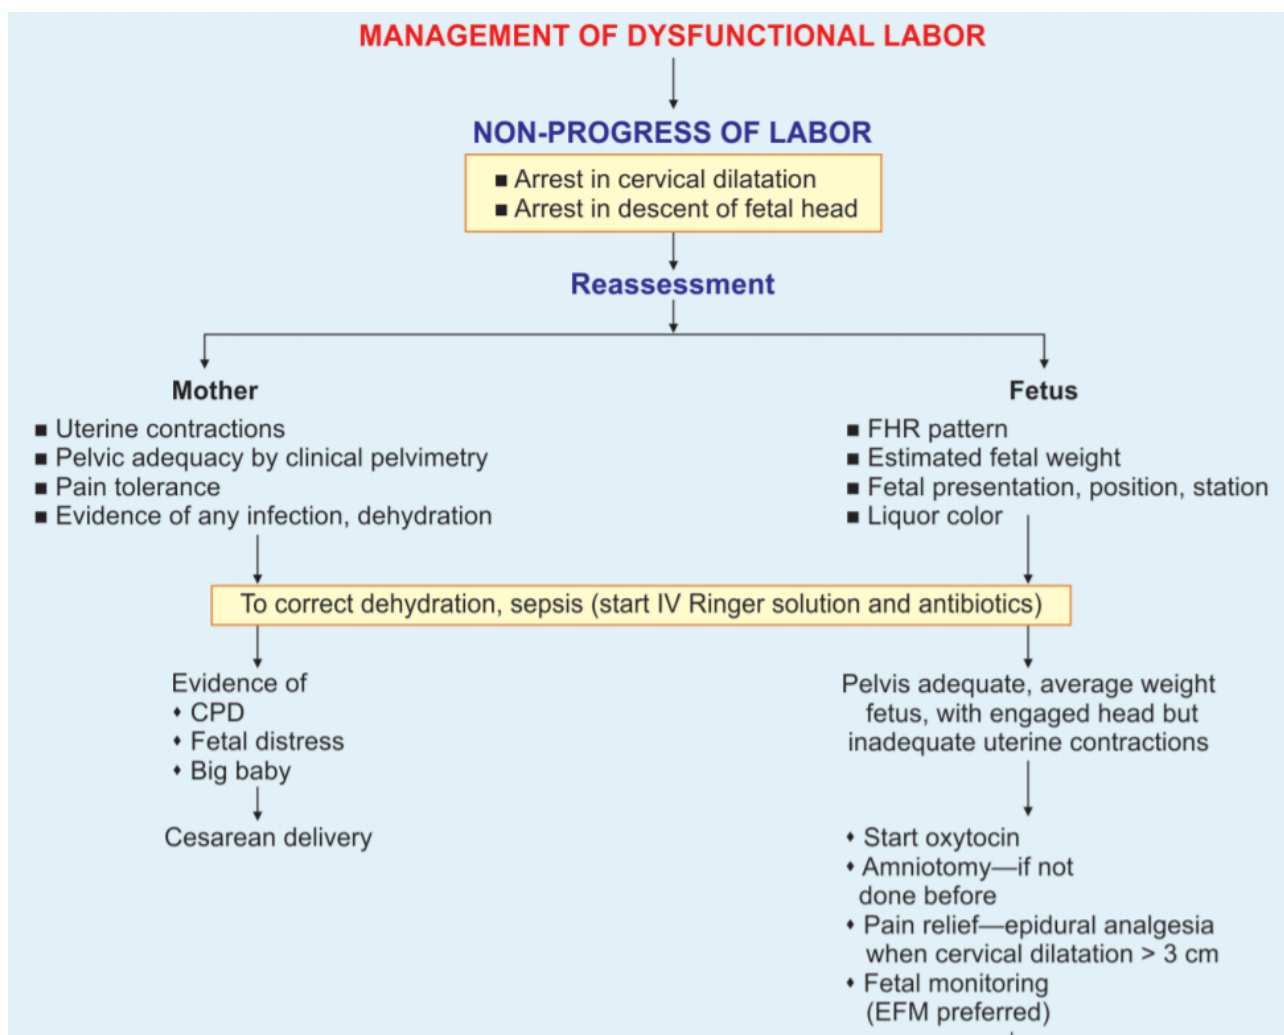 MANAGEMENT OF DYSFUNCTIONAL LABOR
NON-PROGRESS OF LABOR
■ Arrest in cervical dilatation
■ Arrest in descent of fetal head
Reassessment
Mother
■ Uterine contractions
■ Pelvic adequacy by clinical pelvimetry
■ Pain tolerance
■ Evidence of any infection, dehydration
Fetus
■ FHR pattern
■ Estimated fetal weight
■ Fetal presentation, position, station
■ Liquor color
To correct dehydration, sepsis (start IV Ringer solution and antibiotics)
Evidence of
♦ CPD
♦ Fetal distress
♦ Big baby
Cesarean delivery
Pelvis adequate, average weight
fetus, with engaged head but
inadequate uterine contractions
♦ Start oxytocin
♦ Amniotomy—if not
done before
♦ Pain relief—epidural analgesia
when cervical dilatation > 3 cm
♦ Fetal monitoring
(EFM preferred)